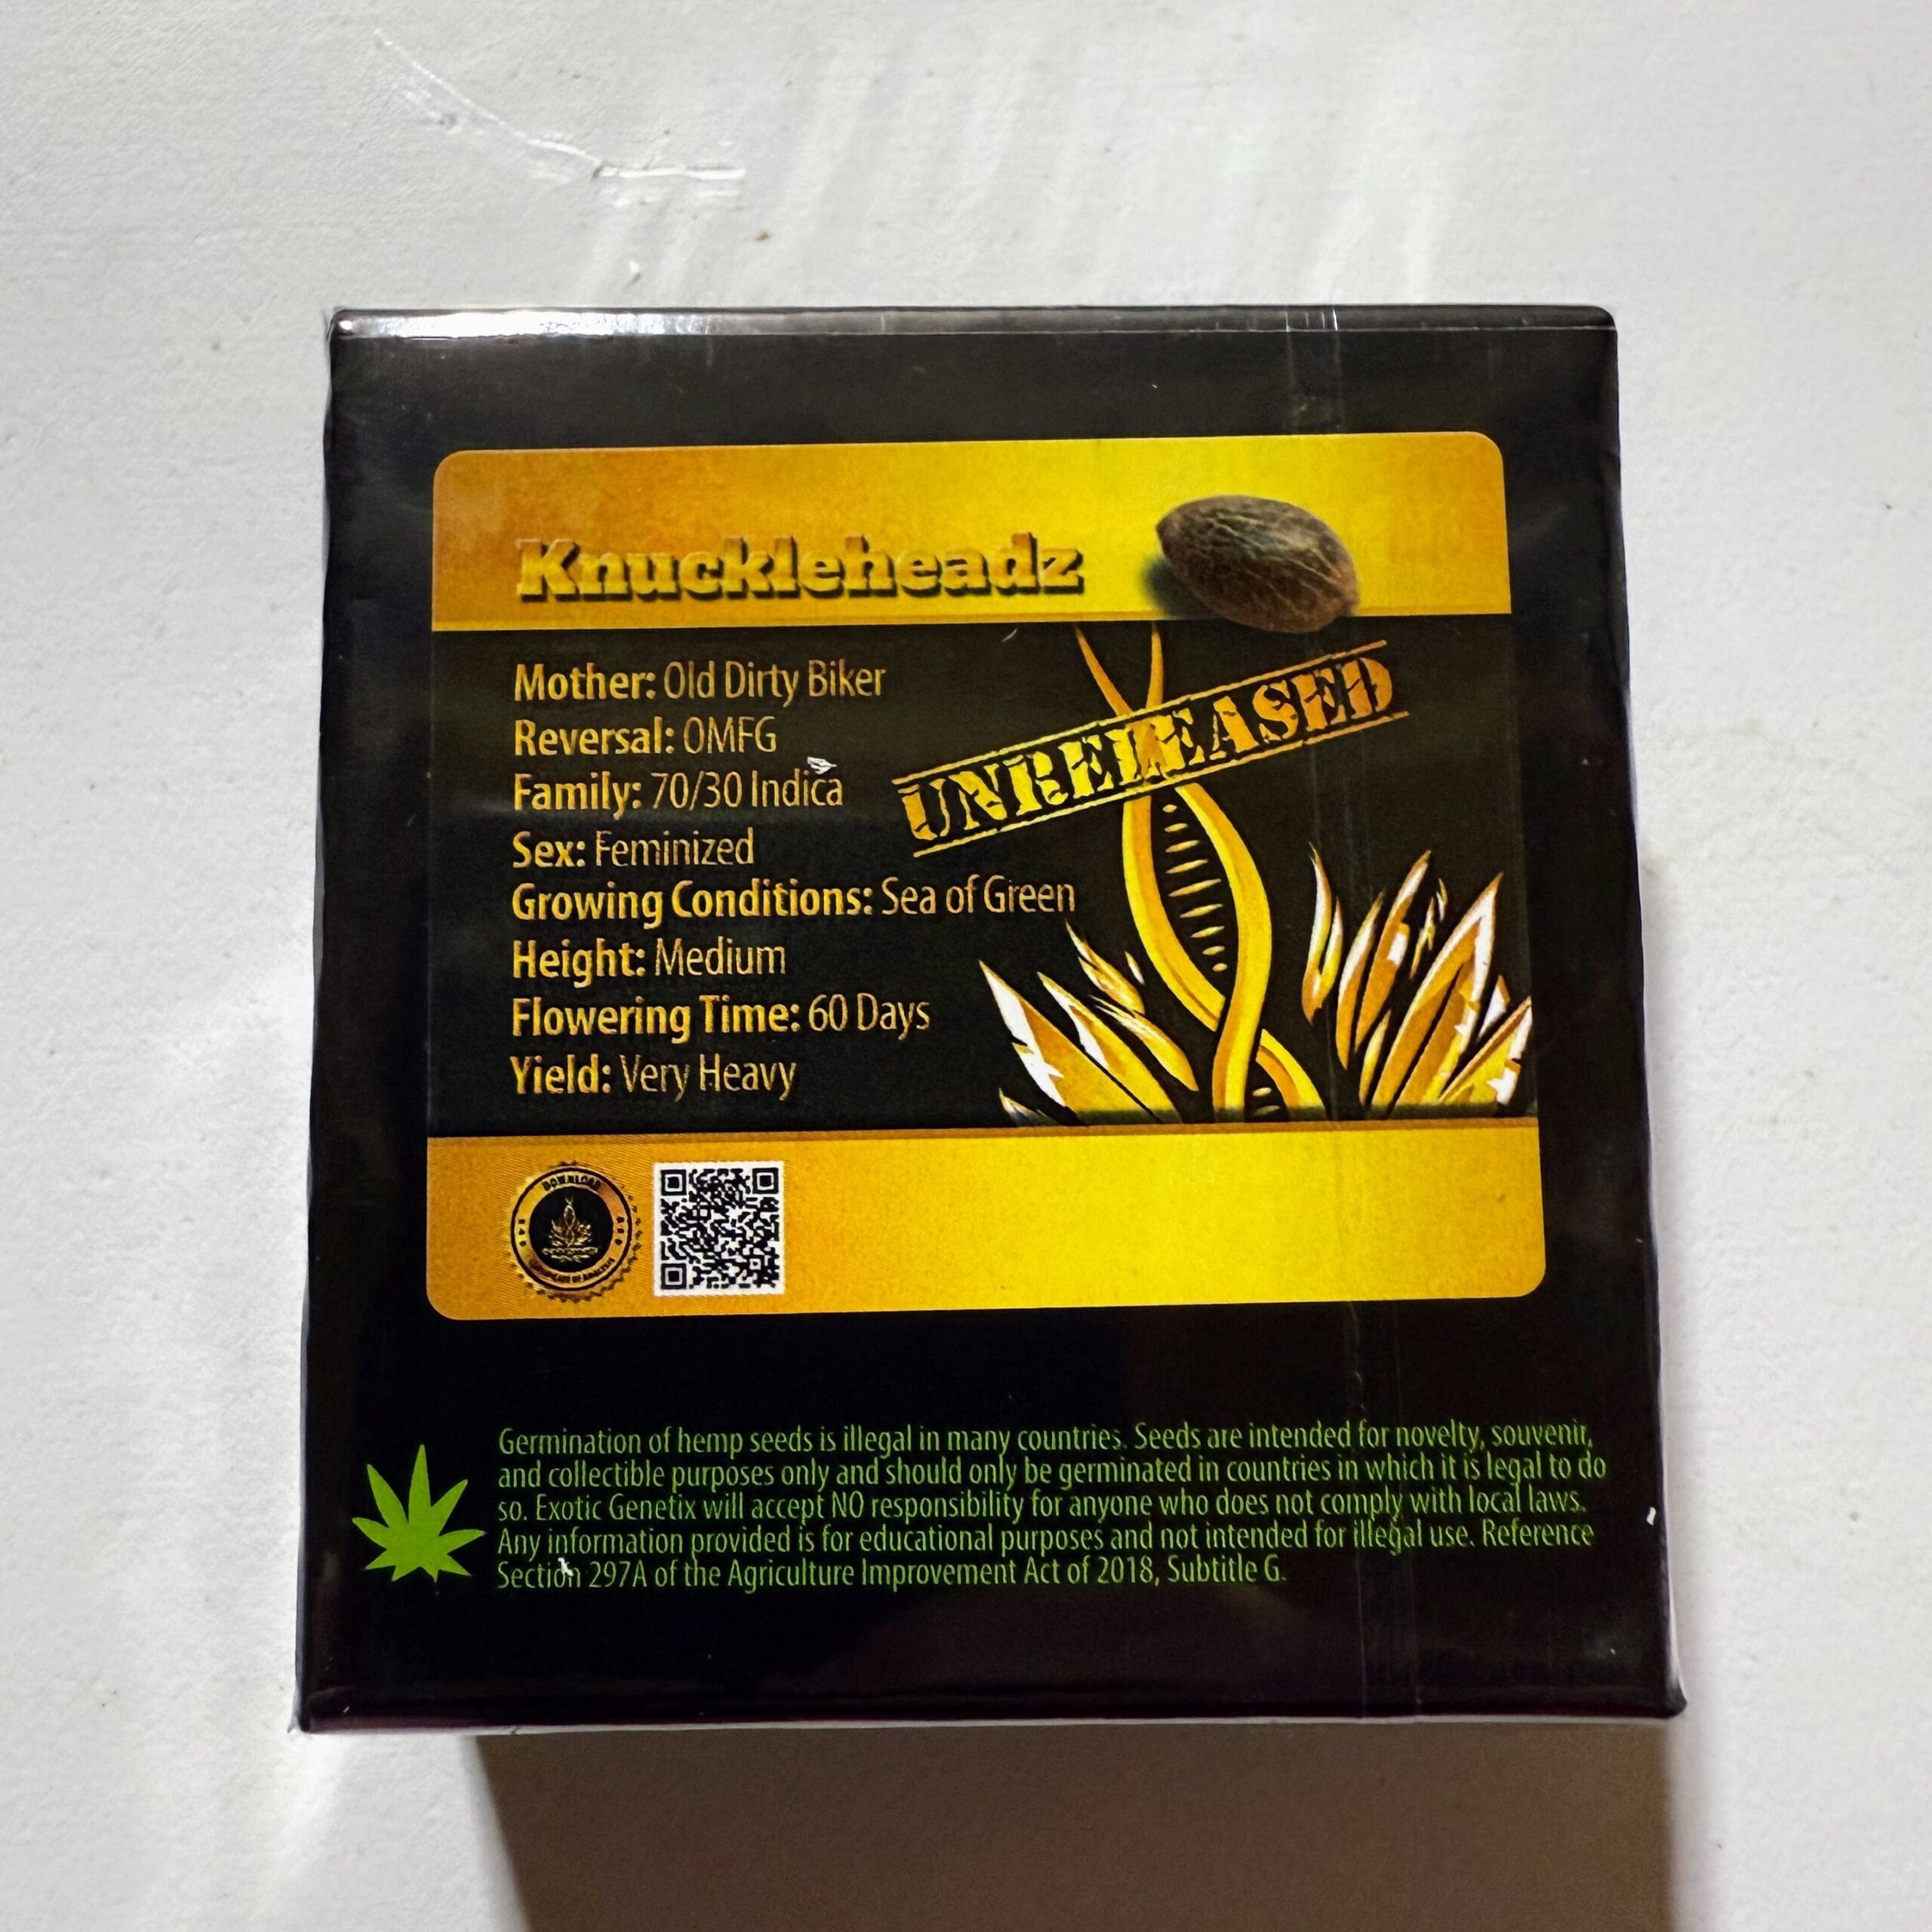 Knuckleheadz
Mother: Old Dirty Biker
Reversal: OMFG
Family: 70/30 Indica
Sex: Feminized
Growing Conditions: Sea of Green
Height: Medium
Flowering Time: 60 Days
Yield: Very Heavy
UNRELEASED
DOWNLOAD
CERTIFICATE OF ANALYSIS
Germination of hemp seeds is illegal in many countries. Seeds are intended for novelty, souvenir,
and collectible purposes only and should only be germinated in countries in which it is legal to do
so. Exotic Genetix will accept NO responsibility for anyone who does not comply with local laws.
Any information provided is for educational purposes and not intended for illegal use. Reference
Section 297A of the Agriculture Improvement Act of 2018, Subtitle G.